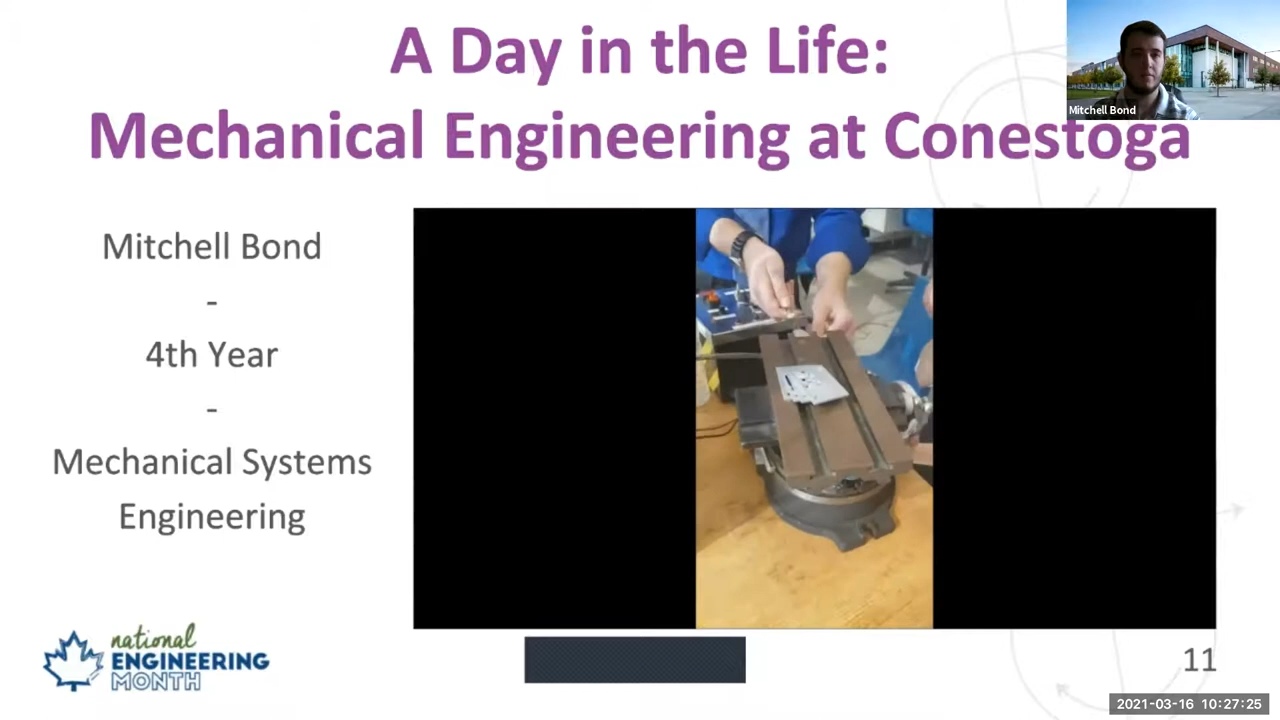 A Day in the Life:
Mechanical Engineering at Conestoga
Mitchell Bond
Mitchell Bond
-
4th Year
-
Mechanical Systems
Engineering
national
ENGINEERING
MONTH
11
2021-03-16 10:27:25